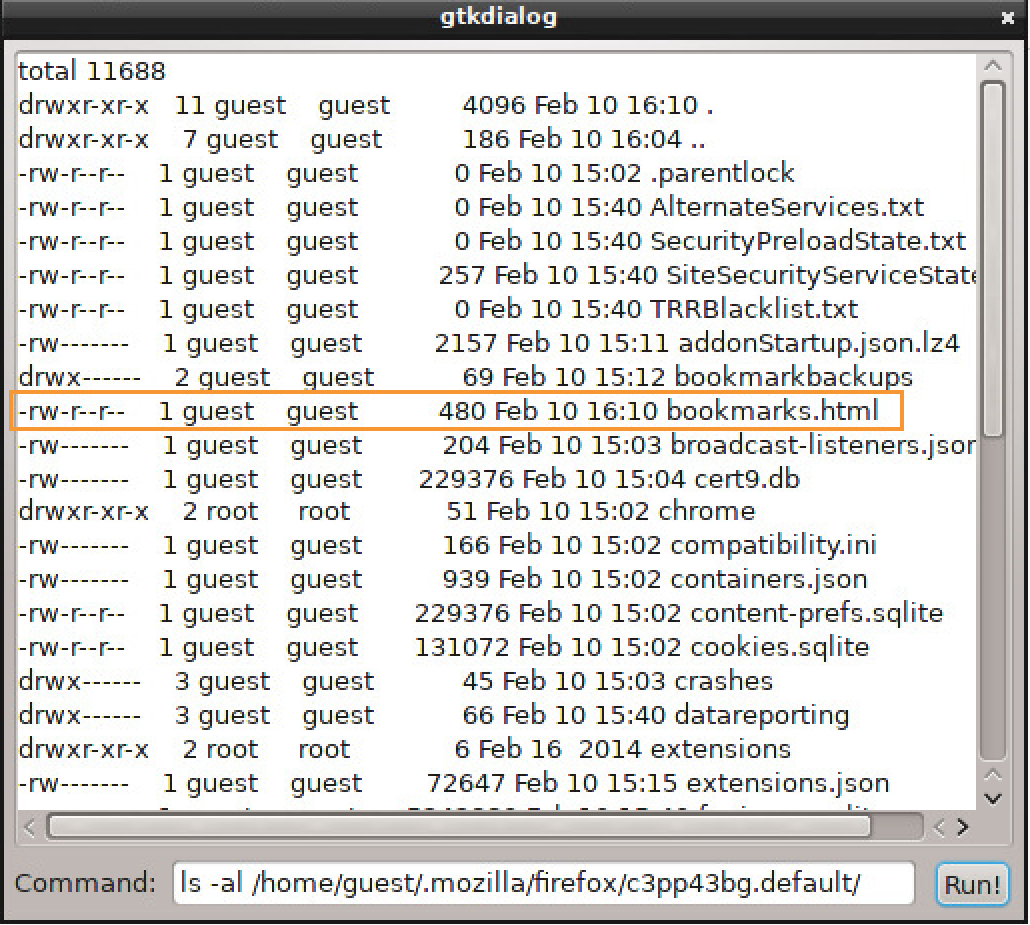 gtkdialog
total 11688
drwxr-xr-x 11 guest guest 4096 Feb 10 16:10 .
drwxr-xr-x 7 guest guest 186 Feb 10 16:04 ..
-rw-r--r-- 1 guest guest 0 Feb 10 15:02 .parentlock
-rw-r--r-- 1 guest guest 0 Feb 10 15:40 AlternateServices.txt
-rw-r--r-- 1 guest guest 0 Feb 10 15:40 SecurityPreloadState.txt
-rw-r--r-- 1 guest guest 257 Feb 10 15:40 SiteSecurityServiceState
-rw-r--r-- 1 guest guest 0 Feb 10 15:40 TRRBlacklist.txt
-rw------- 1 guest guest 2157 Feb 10 15:11 addonStartup.json.lz4
drwx------ 2 guest guest 69 Feb 10 15:12 bookmarkbackups
-rw-r--r-- 1 guest guest 480 Feb 10 16:10 bookmarks.html
-rw------- 1 guest guest 204 Feb 10 15:03 broadcast-listeners.json
-rw------- 1 guest guest 229376 Feb 10 15:04 cert9.db
drwxr-xr-x 2 root root 51 Feb 10 15:02 chrome
-rw------- 1 guest guest 166 Feb 10 15:02 compatibility.ini
-rw------- 1 guest guest 939 Feb 10 15:02 containers.json
-rw-r--r-- 1 guest guest 229376 Feb 10 15:02 content-prefs.sqlite
-rw-r--r-- 1 guest guest 131072 Feb 10 15:02 cookies.sqlite
drwx------ 3 guest guest 45 Feb 10 15:03 crashes
drwx------ 3 guest guest 66 Feb 10 15:40 datareporting
drwxr-xr-x 2 root root 6 Feb 16 2014 extensions
-rw------- 1 guest guest 72647 Feb 10 15:15 extensions.json
Command: ls -al /home/guest/.mozilla/firefox/c3pp43bg.default/ Run!